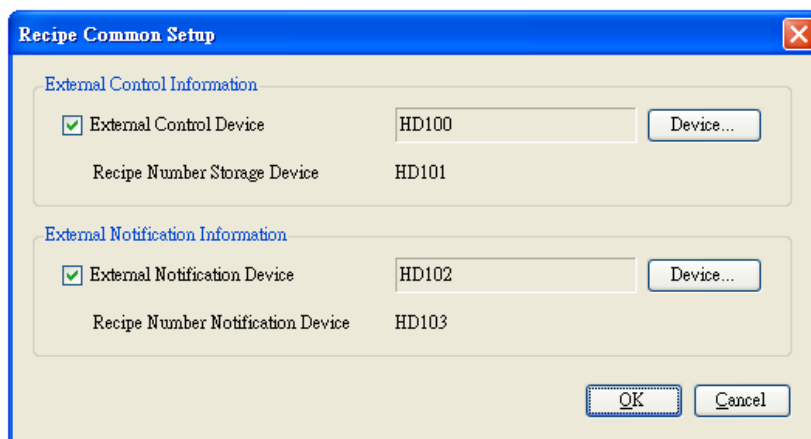 Recipe Common Setup
External Control Information
External Control Device HD100 Device...
Recipe Number Storage Device HD101
External Notification Information
External Notification Device HD102 Device...
Recipe Number Notification Device HD103
OK Cancel